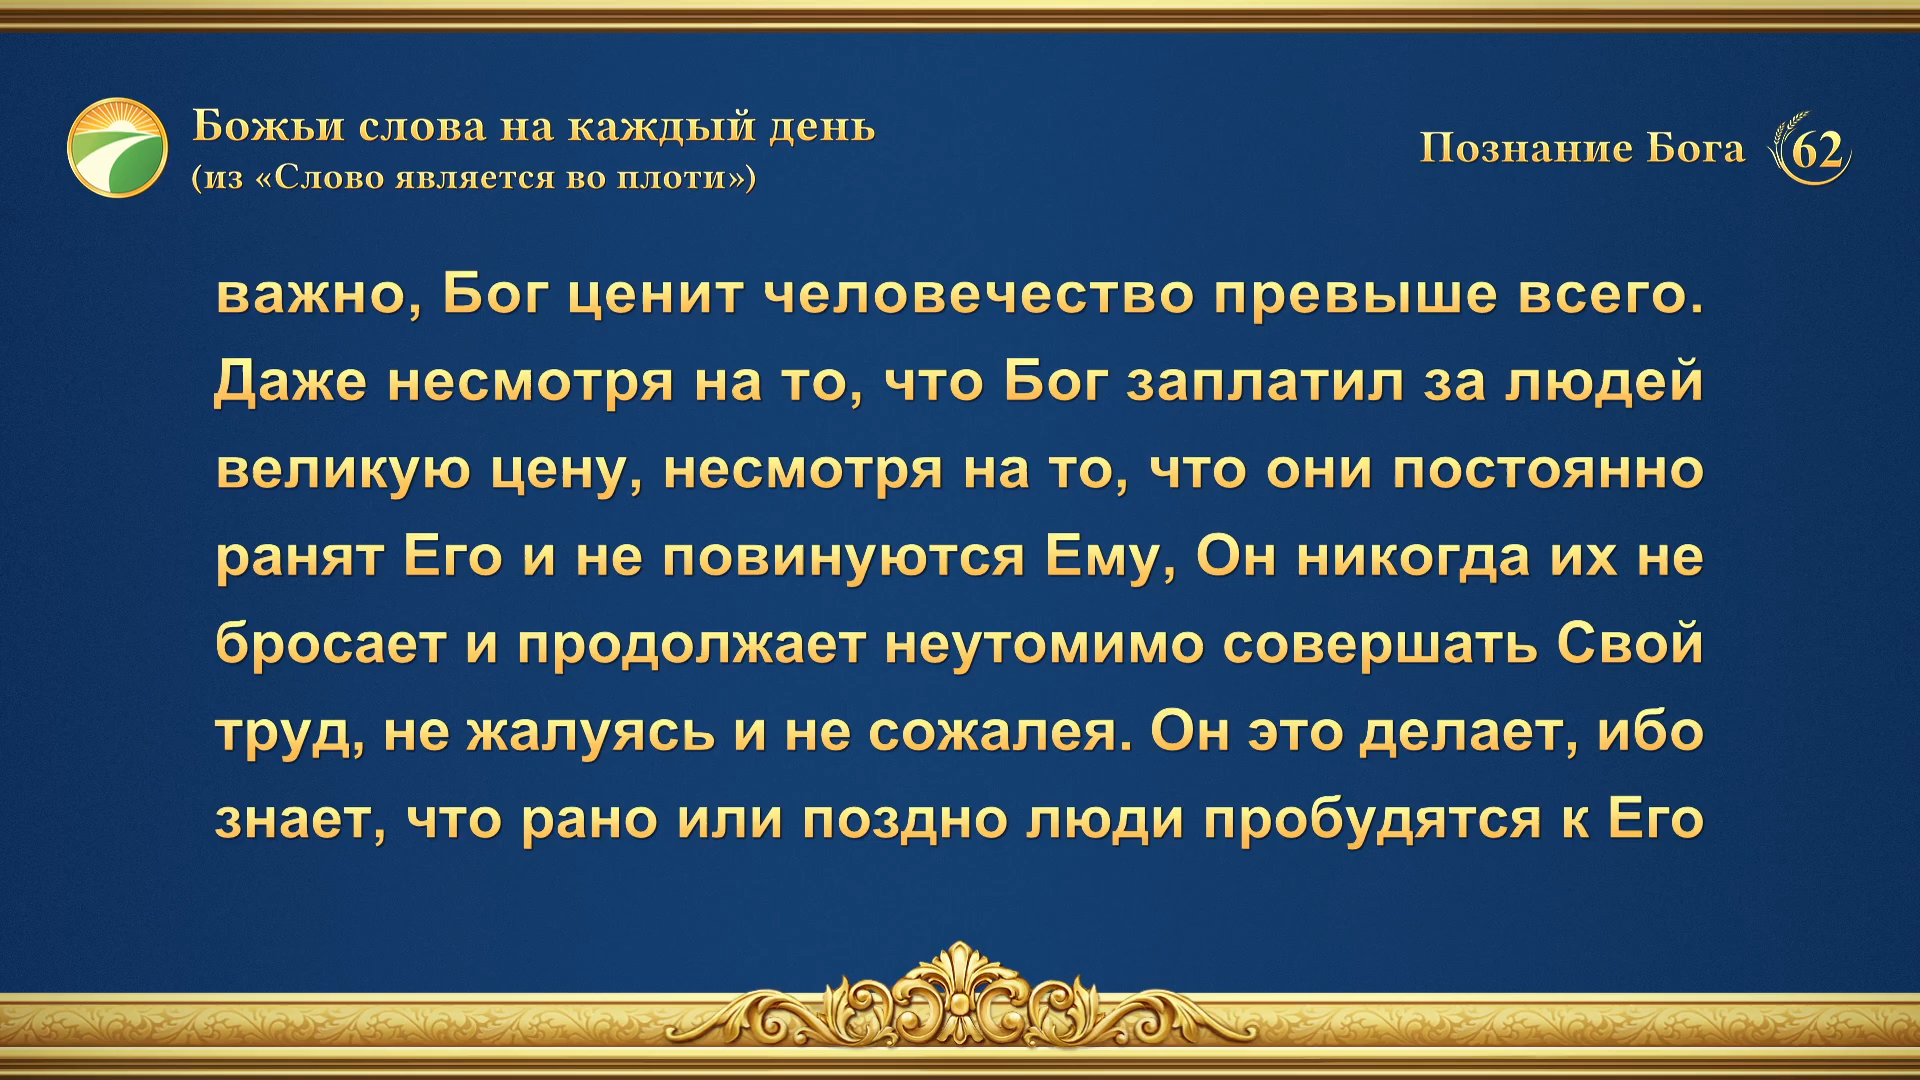 Божьи слова на каждый день
(из «Слово является во плоти»)
Познание Бога 62
важно, Бог ценит человечество превыше всего.
Даже несмотря на то, что Бог заплатил за людей
великую цену, несмотря на то, что они постоянно
ранят Его и не повинуются Ему, Он никогда их не
бросает и продолжает неутомимо совершать Свой
труд, не жалуясь и не сожалея. Он это делает, ибо
знает, что рано или поздно люди пробудятся к Его